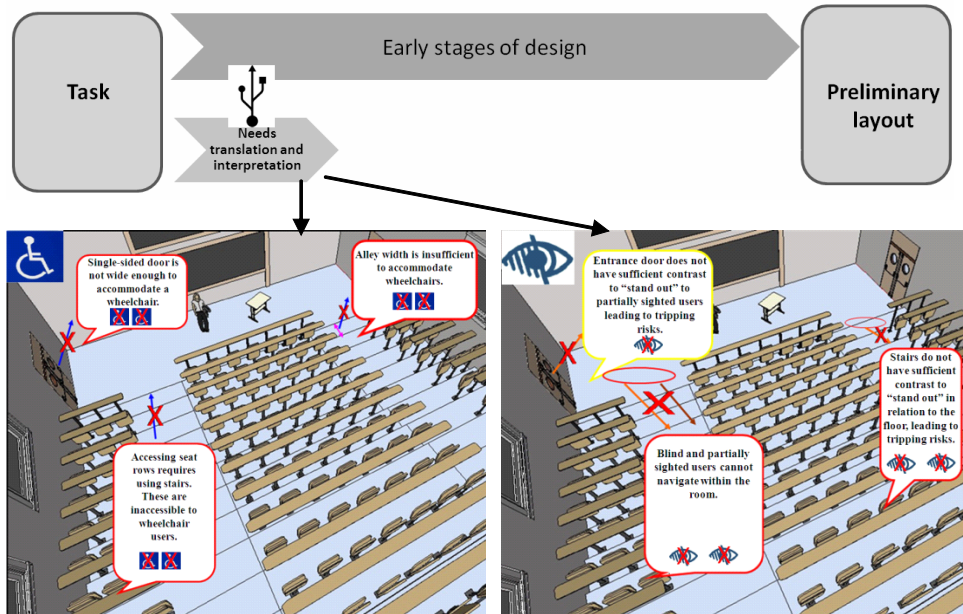 Early stages of design
Task
Preliminary
layout
Needs
translation and
interpretation
Single-sided door is
not wide enough to
accommodate a
wheelchair.
Alley width is insufficient
to accommodate
wheelchairs.
Accessing seat
rows requires
using stairs.
These are
inaccessible to
wheelchair
users.
Entrance door does not
have sufficient contrast
to “stand out” to
partially sighted users
leading to tripping
risks.
Stairs do not
have sufficient
contrast to
“stand out” in
relation to the
floor, leading to
tripping risks.
Blind and partially
sighted users cannot
navigate within the
room.